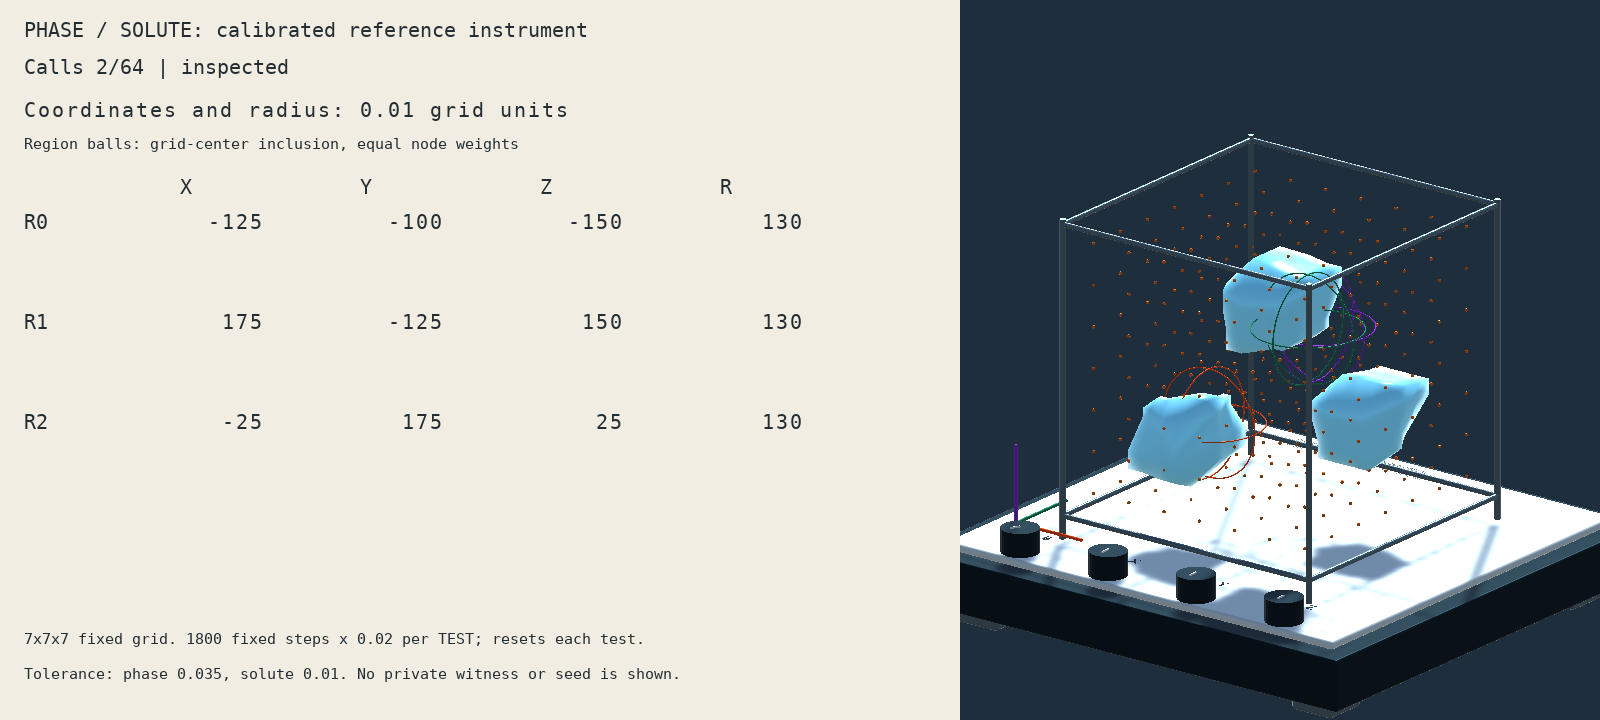 PHASE / SOLUTE: calibrated reference instrument
Calls 2/64 | inspected
Coordinates and radius: 0.01 grid units
Region balls: grid-center inclusion, equal node weights
X Y Z R
R0 -125 -100 -150 130
R1 175 -125 150 130
R2 -25 175 25 130
7x7x7 fixed grid. 1800 fixed steps x 0.02 per TEST; resets each test.
Tolerance: phase 0.035, solute 0.01. No private witness or seed is shown.